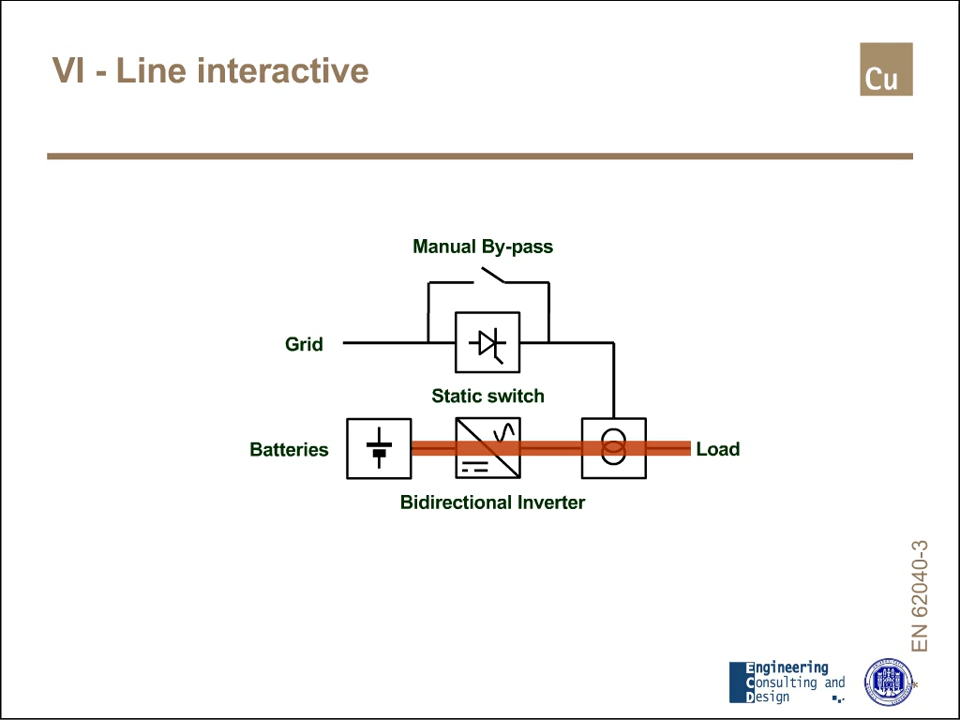 VI - Line interactive
Cu
Manual By-pass
Grid
Static switch
Batteries
Load
Bidirectional Inverter
EN 62040-3
Engineering
Consulting and
Design
*